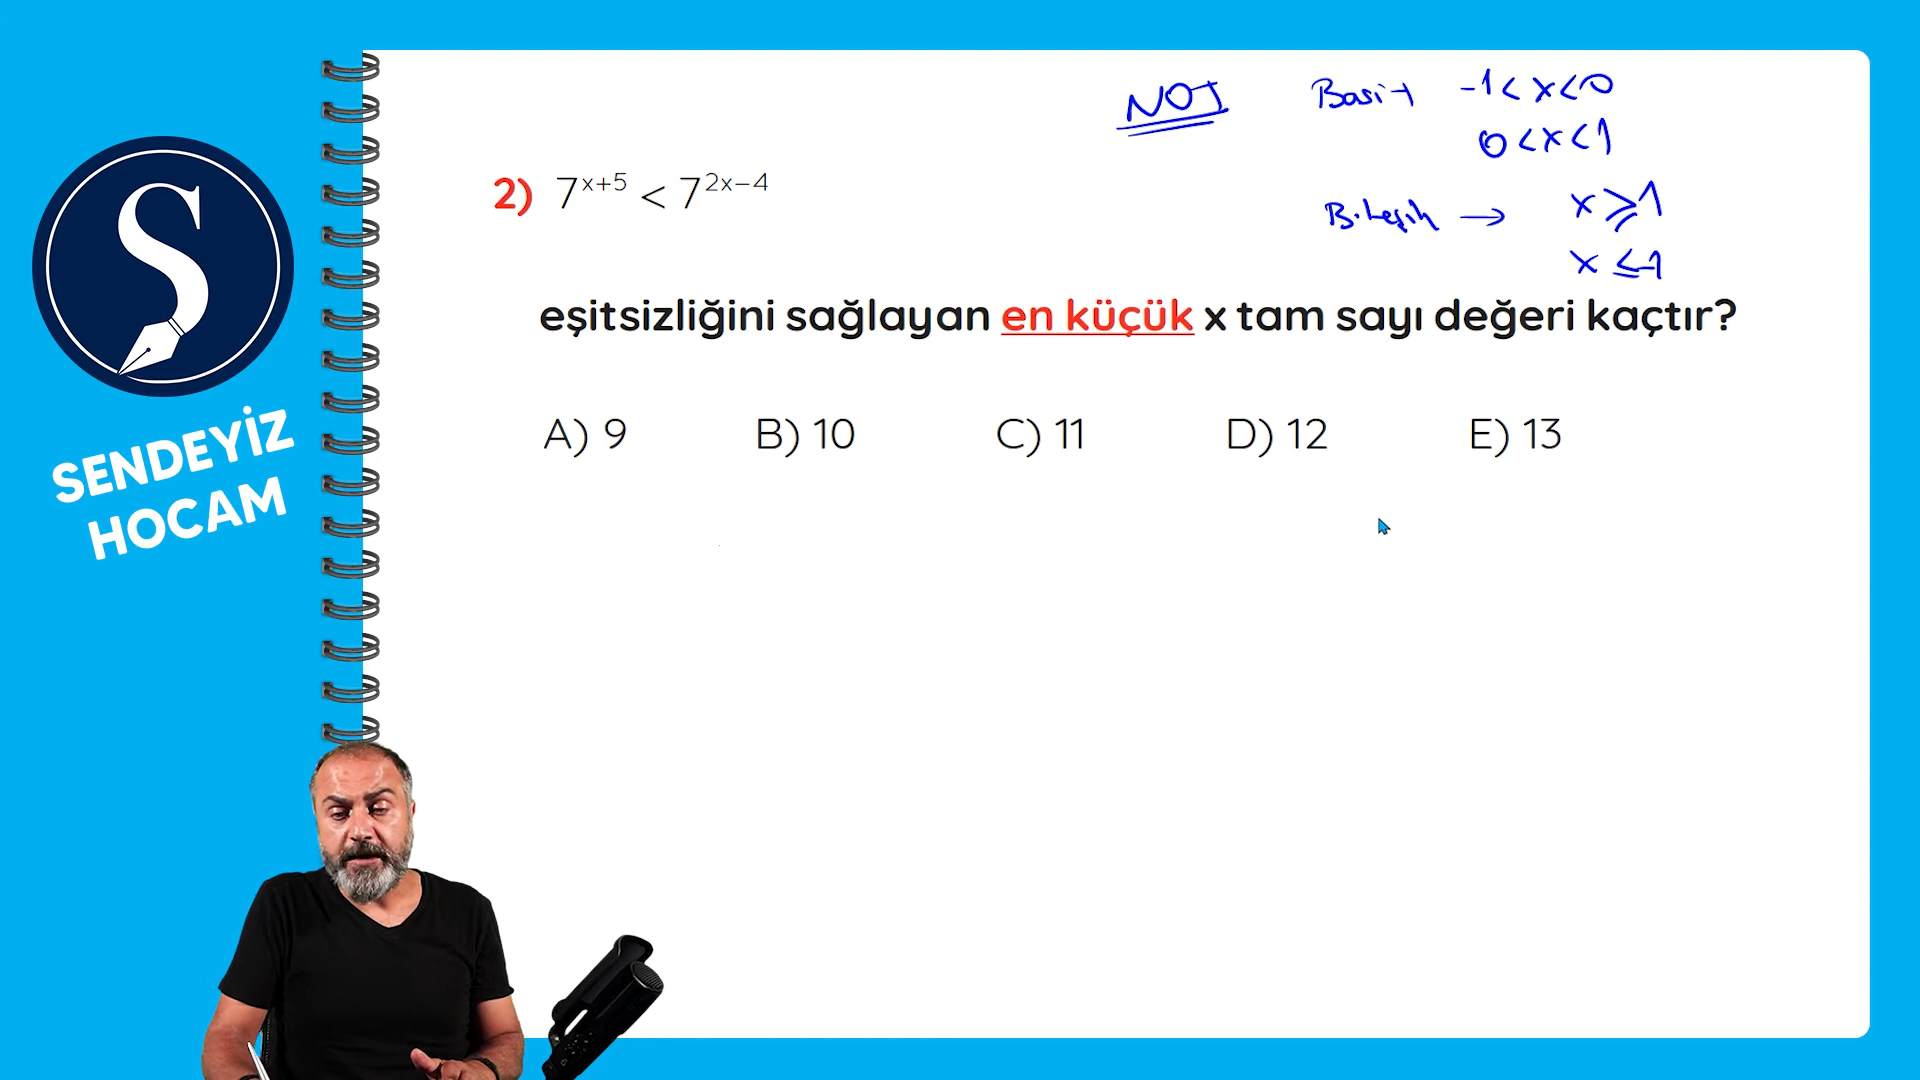 NOT
Basit -1 < x < 0
0 < x < 1
2) 7^{x+5} < 7^{2x-4}
Bileşik → x ≥ 1
x ≤ -1
eşitsizliğini sağlayan en küçük x tam sayı değeri kaçtır?
A) 9 B) 10 C) 11 D) 12 E) 13
S
SENDEYİZ
HOCAM